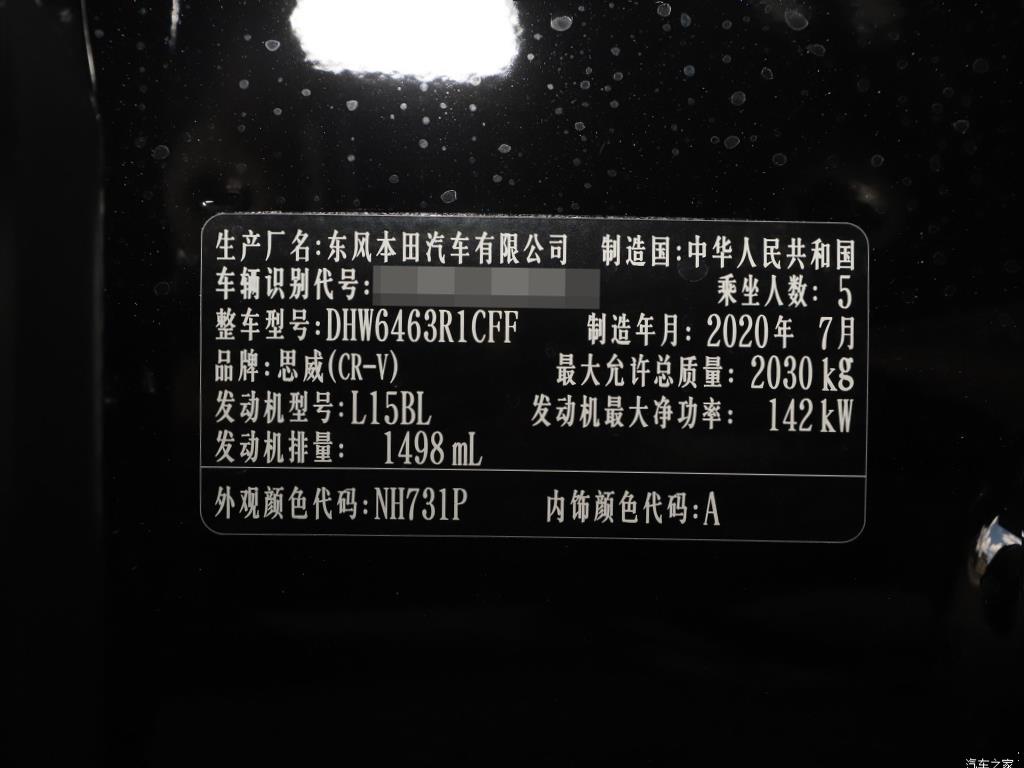 生产厂名:东风本田汽车有限公司 制造国:中华人民共和国
车辆识别代号: 乘坐人数: 5
整车型号:DHW6463R1CFF 制造年月: 2020年 7月
品牌:思威(CR-V) 最大允许总质量: 2030 kg
发动机型号:L15BL 发动机最大净功率: 142 kW
发动机排量: 1498 mL
外观颜色代码:NH731P 内饰颜色代码:A
汽车之家